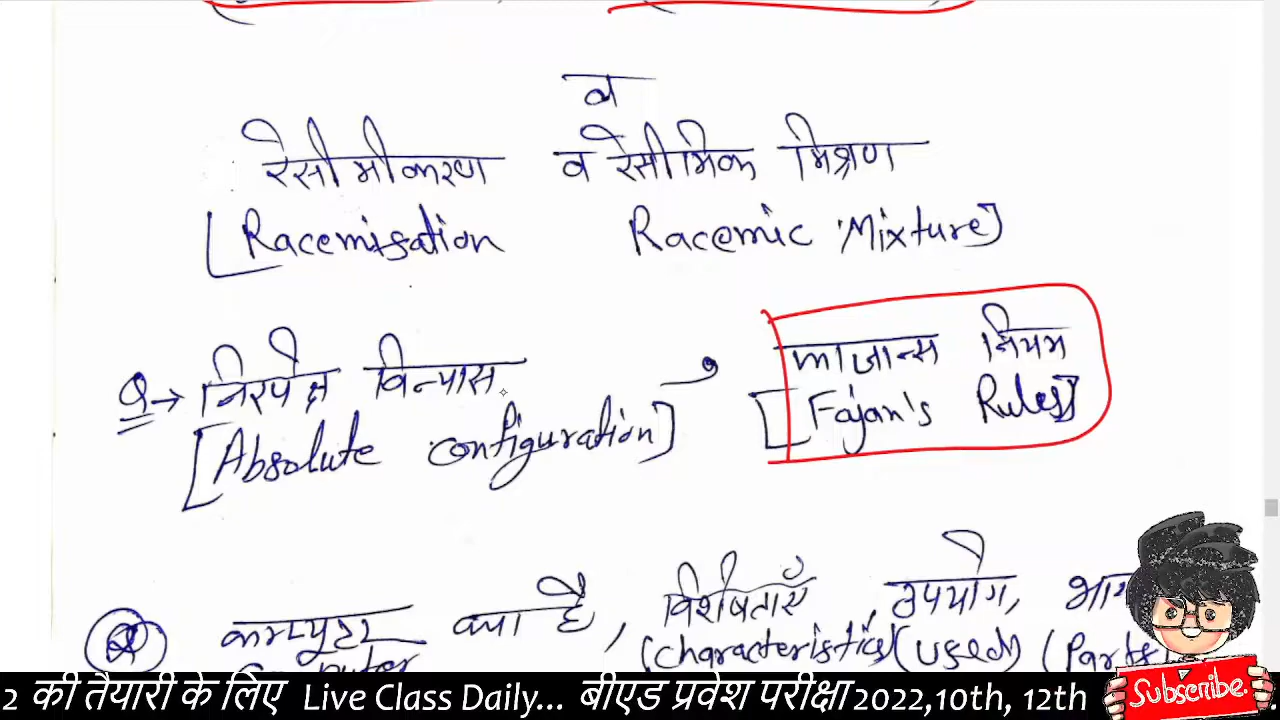 व
रेसीमीकरण व रेसीमिक मिश्रण
[Racemisation Racemic Mixture]
Q→ निरपेक्ष विन्यास , फाजान्स नियम
[Absolute configuration] [Fajan's Rules]
कम्प्यूटर क्या है, विशेषताएँ, उपयोग,
(characteristics) (used) (Parts
2 की तैयारी के लिए Live Class Daily... बीएड प्रवेश परीक्षा 2022,10th, 12th
Subscribe.